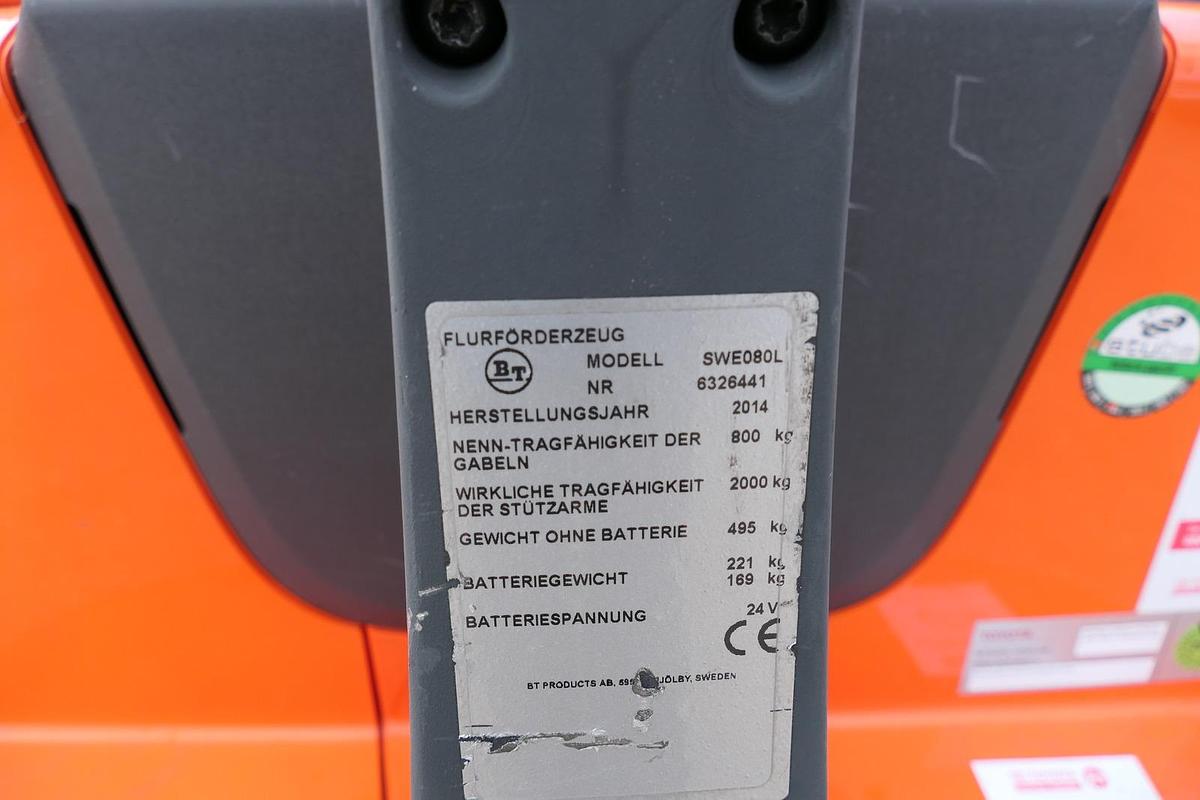 FLURFÖRDERZEUG
BT
MODELL SWE080L
NR 6326441
HERSTELLUNGSJAHR 2014
NENN-TRAGFÄHIGKEIT DER 800 kg
GABELN
WIRKLICHE TRAGFÄHIGKEIT 2000 kg
DER STÜTZARME
GEWICHT OHNE BATTERIE 495 kg
221 kg
BATTERIEGEWICHT 169 kg
BATTERIESPANNUNG 24 V
CE
BT PRODUCTS AB, SWEDEN